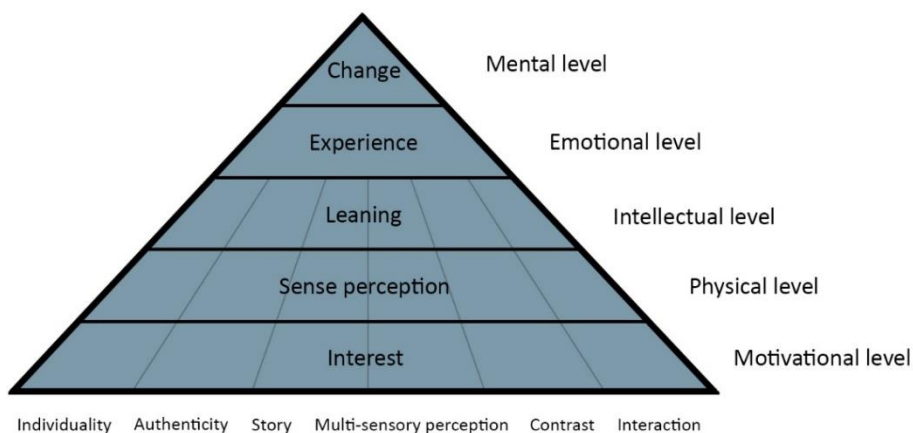 Change
Mental level
Experience
Emotional level
Leaning
Intellectual level
Sense perception
Physical level
Interest
Motivational level
Individuality Authenticity Story Multi-sensory perception Contrast Interaction